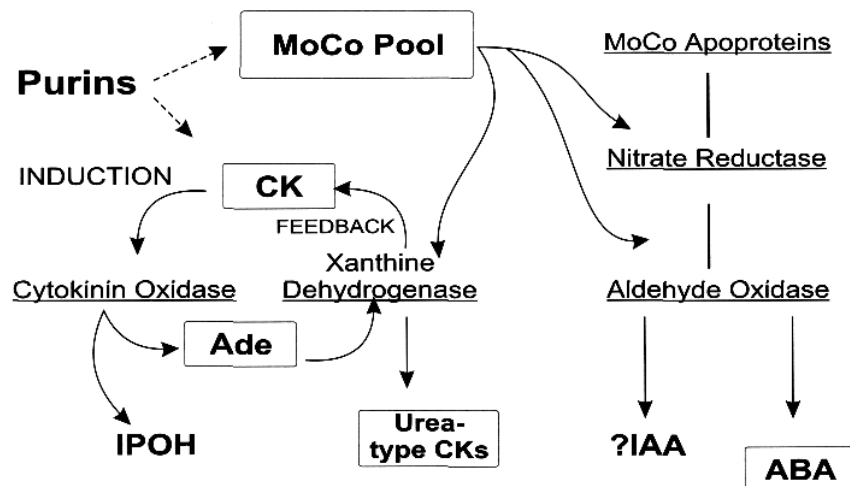 MoCo Pool
MoCo Apoproteins
Purins
Nitrate Reductase
INDUCTION
CK
FEEDBACK
Xanthine
Dehydrogenase
Cytokinin Oxidase
Aldehyde Oxidase
Ade
IPOH
Urea-
type CKs
?IAA
ABA